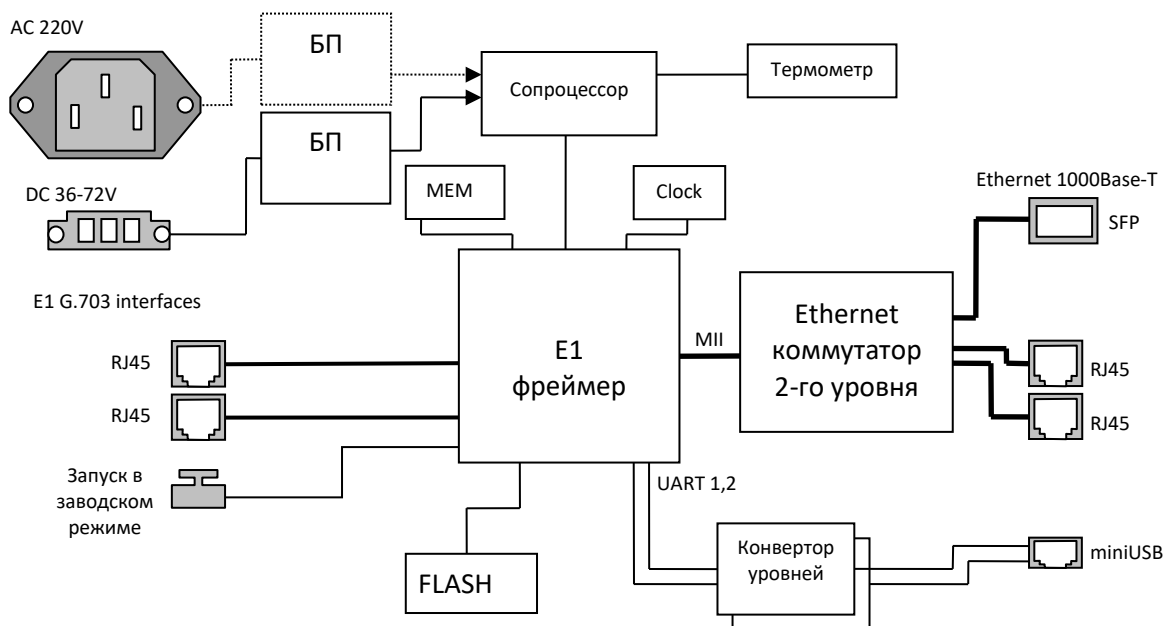 AC 220V
БП
Сопроцессор
Термометр
БП
MEM
Clock
DC 36-72V
Ethernet 1000Base-T
SFP
E1 G.703 interfaces
RJ45
RJ45
E1
фреймер
MII
Ethernet
коммутатор
2-го уровня
RJ45
RJ45
Запуск в
заводском
режиме
UART 1,2
FLASH
Конвертор
уровней
miniUSB